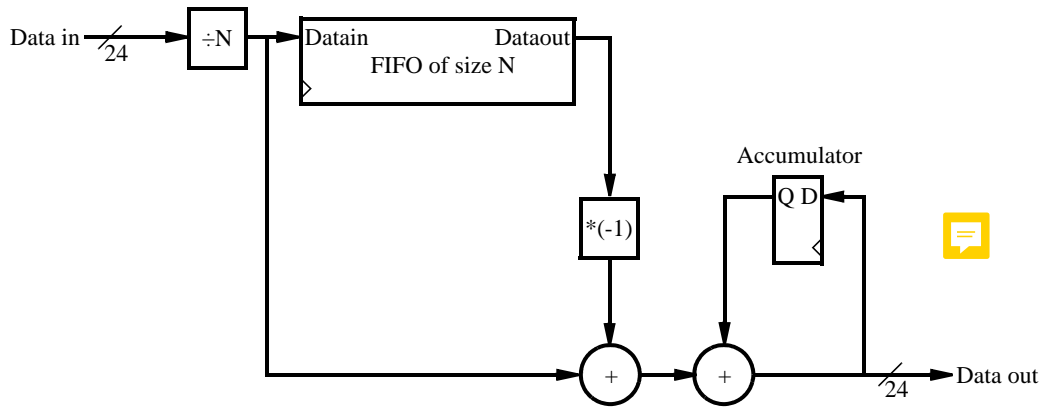 Data in
24
÷N
Datain
Dataout
FIFO of size N
Accumulator
Q D
*(-1)
+
+
24
Data out